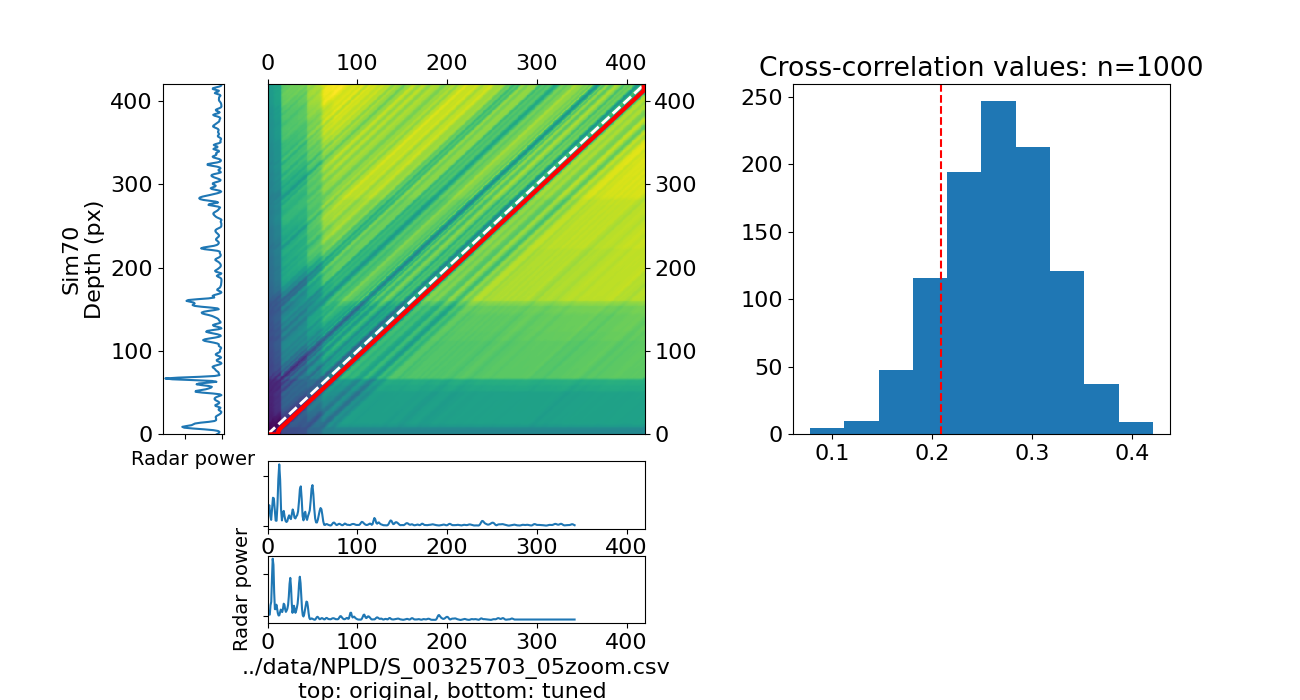 0 100 200 300 400
Cross-correlation values: n=1000
400
300
200
100
0
Sim70
Depth (px)
Radar power
400
300
200
100
0
250
200
150
100
50
0
0.1 0.2 0.3 0.4
0 100 200 300 400
Radar power
0 100 200 300 400
../data/NPLD/S_00325703_05zoom.csv
top: original, bottom: tuned